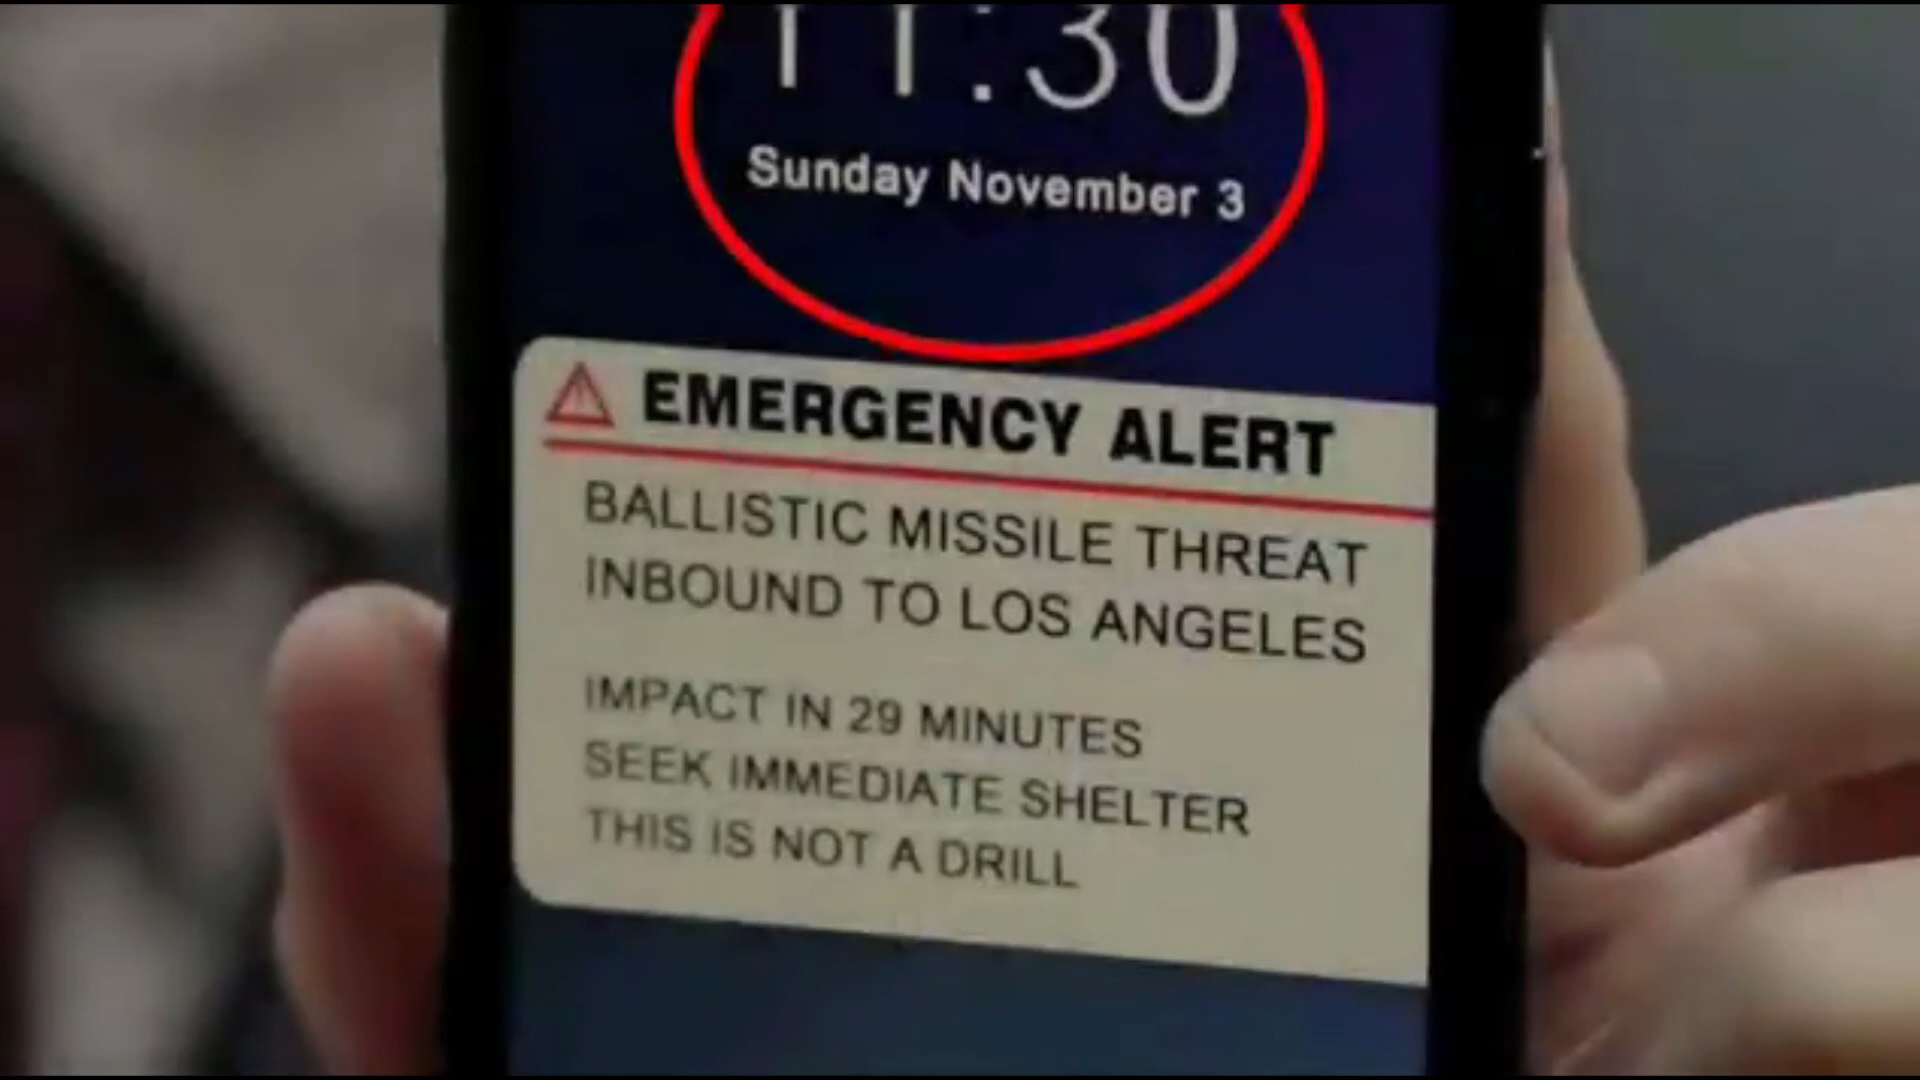 11:30
Sunday November 3
EMERGENCY ALERT
BALLISTIC MISSILE THREAT
INBOUND TO LOS ANGELES
IMPACT IN 29 MINUTES
SEEK IMMEDIATE SHELTER
THIS IS NOT A DRILL